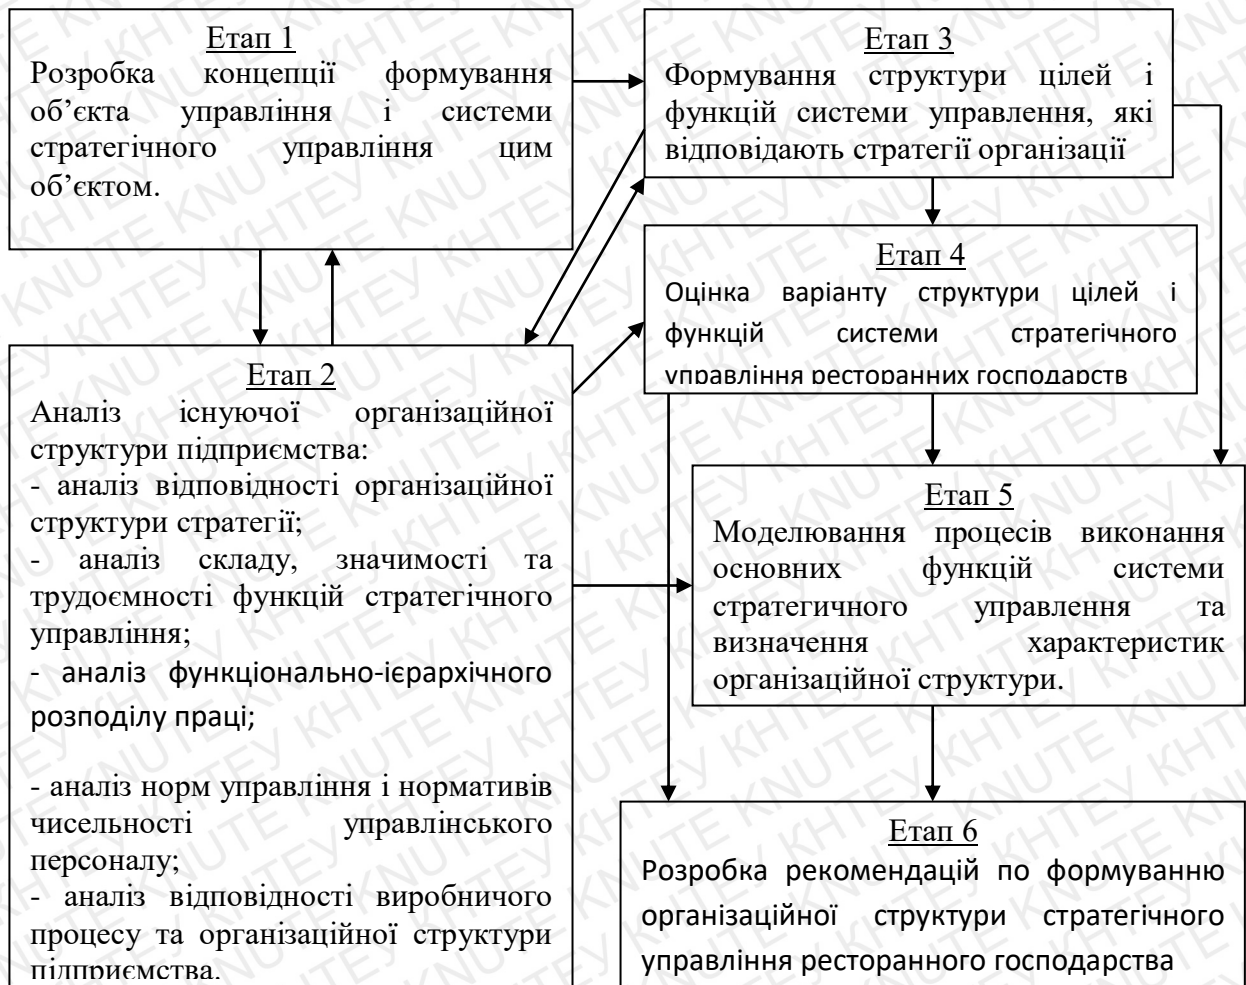 Етап 1
Розробка концепції формування
об’єкта управління і системи
стратегічного управління цим
об’єктом.
Етап 2
Аналіз існуючої організаційної
структури підприємства:
- аналіз відповідності організаційної
структури стратегії;
- аналіз складу, значимості та
трудоємності функцій стратегічного
управління;
- аналіз функціонально-ієрархічного
розподілу праці;
- аналіз норм управління і нормативів
чисельності управлінського
персоналу;
- аналіз відповідності виробничого
процесу та організаційної структури
підприємства.
Етап 3
Формування структури цілей і
функцій системи управлення, які
відповідають стратегії організації
Етап 4
Оцінка варіанту структури цілей і
функцій системи стратегічного
управління ресторанних господарств
Етап 5
Моделювання процесів виконання
основних функцій системи
стратегичного управлення та
визначення характеристик
організаційної структури.
Етап 6
Розробка рекомендацій по формуванню
організаційної структури стратегічного
управління ресторанного господарства